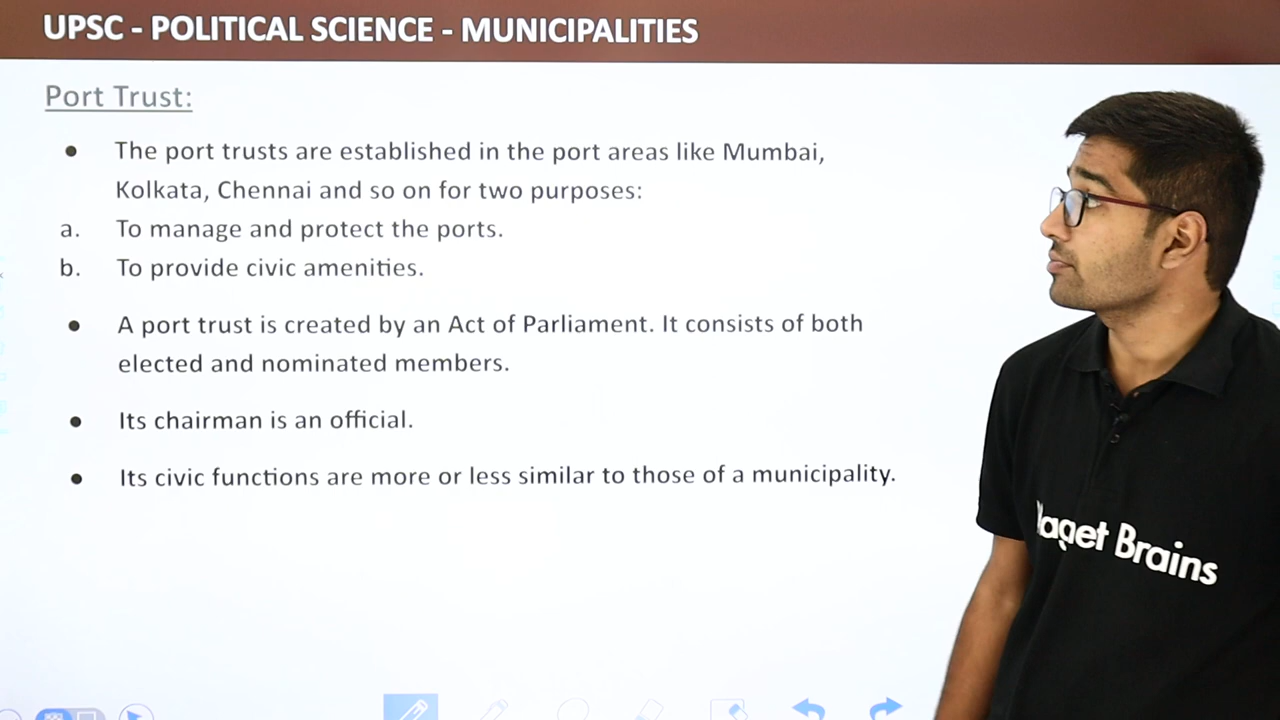 UPSC - POLITICAL SCIENCE - MUNICIPALITIES
Port Trust:
● The port trusts are established in the port areas like Mumbai,
Kolkata, Chennai and so on for two purposes:
a. To manage and protect the ports.
b. To provide civic amenities.
● A port trust is created by an Act of Parliament. It consists of both
elected and nominated members.
● Its chairman is an official.
● Its civic functions are more or less similar to those of a municipality.
Brains